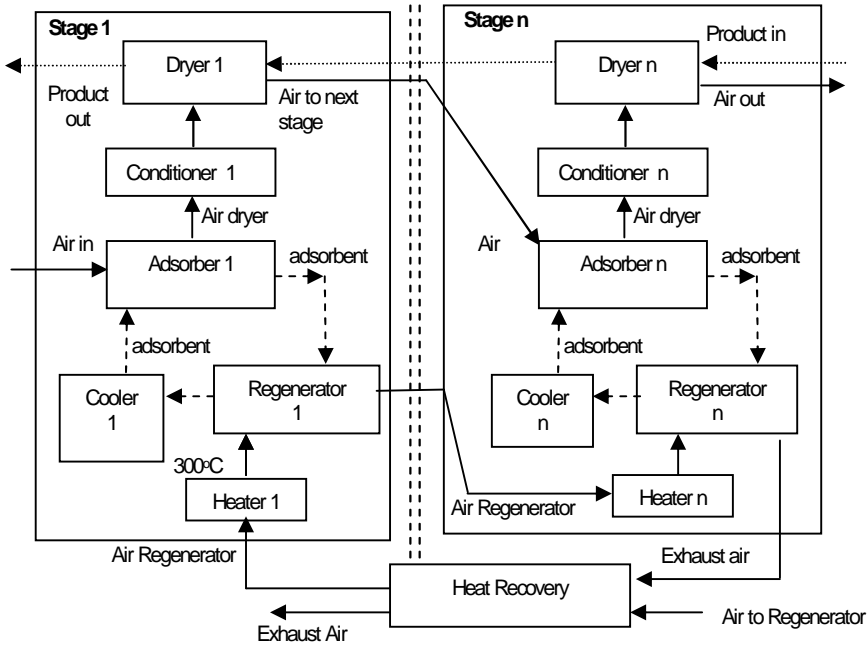 Stage 1
Dryer 1
Product
out
Air to next
stage
Conditioner 1
Air dryer
Air in
Adsorber 1
adsorbent
adsorbent
Cooler
1
Regenerator
1
300°C
Heater 1
Air Regenerator
Stage n
Product in
Dryer n
Air out
Conditioner n
Air dryer
Air
Adsorber n
adsorbent
adsorbent
Cooler
n
Regenerator
n
Air Regenerator
Heater n
Exhaust air
Heat Recovery
Exhaust Air
Air to Regenerator